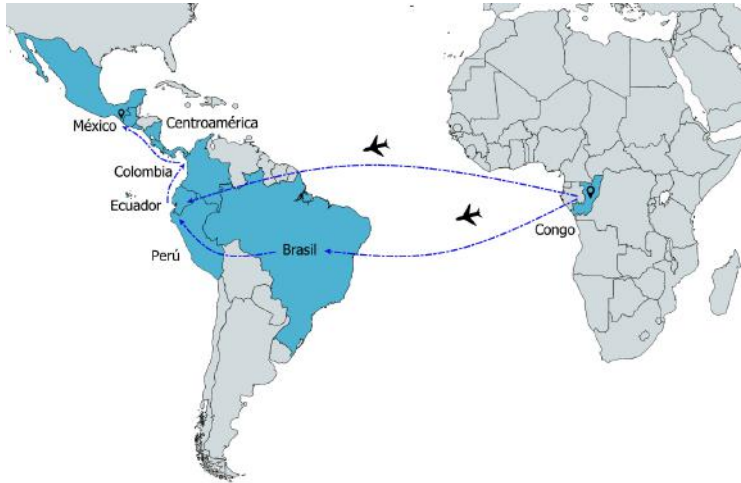 México
Centroamérica
Colombia
Ecuador
Perú
Brasil
Congo